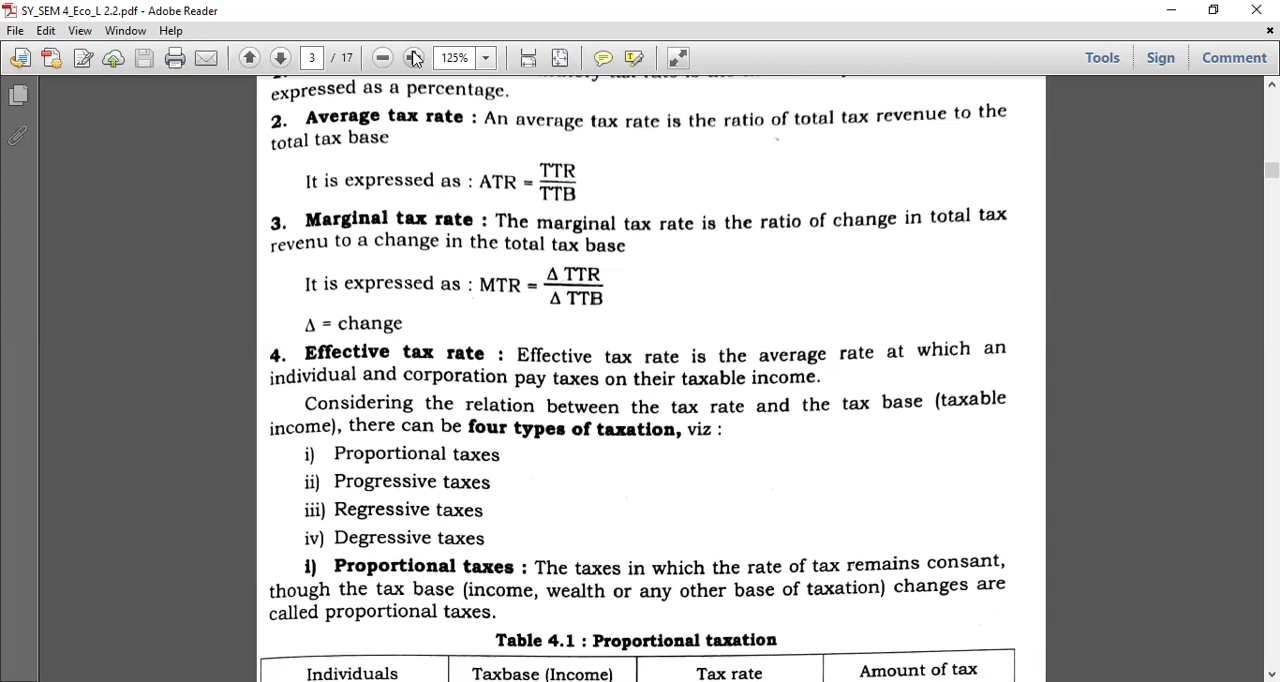 SY_SEM 4_Eco_L 2.2.pdf - Adobe Reader
File Edit View Window Help
3 / 17 125% Tools Sign Comment
expressed as a percentage.
2. Average tax rate : An average tax rate is the ratio of total tax revenue to the
total tax base
It is expressed as : ATR = TTR
TTB
3. Marginal tax rate : The marginal tax rate is the ratio of change in total tax
revenu to a change in the total tax base
It is expressed as : MTR = Δ TTR
Δ TTB
Δ = change
4. Effective tax rate : Effective tax rate is the average rate at which an
individual and corporation pay taxes on their taxable income.
Considering the relation between the tax rate and the tax base (taxable
income), there can be four types of taxation, viz :
i) Proportional taxes
ii) Progressive taxes
iii) Regressive taxes
iv) Degressive taxes
i) Proportional taxes : The taxes in which the rate of tax remains consant,
though the tax base (income, wealth or any other base of taxation) changes are
called proportional taxes.
Table 4.1 : Proportional taxation
Individuals Taxbase (Income) Tax rate Amount of tax